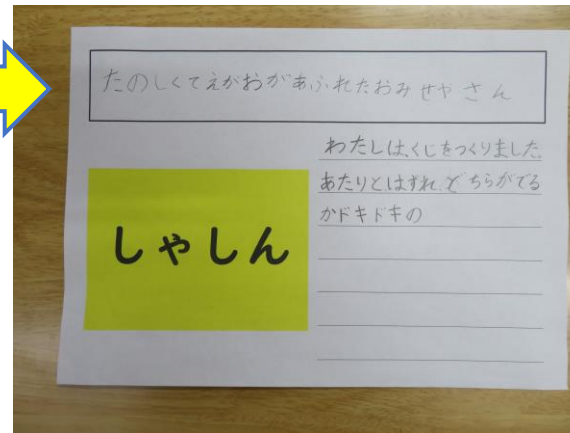 たのしくてえがおがあふれたおみせやさん
わたしは、くじをつくりました。
あたりとはずれ、どちらがでる
かドキドキの
しゃしん